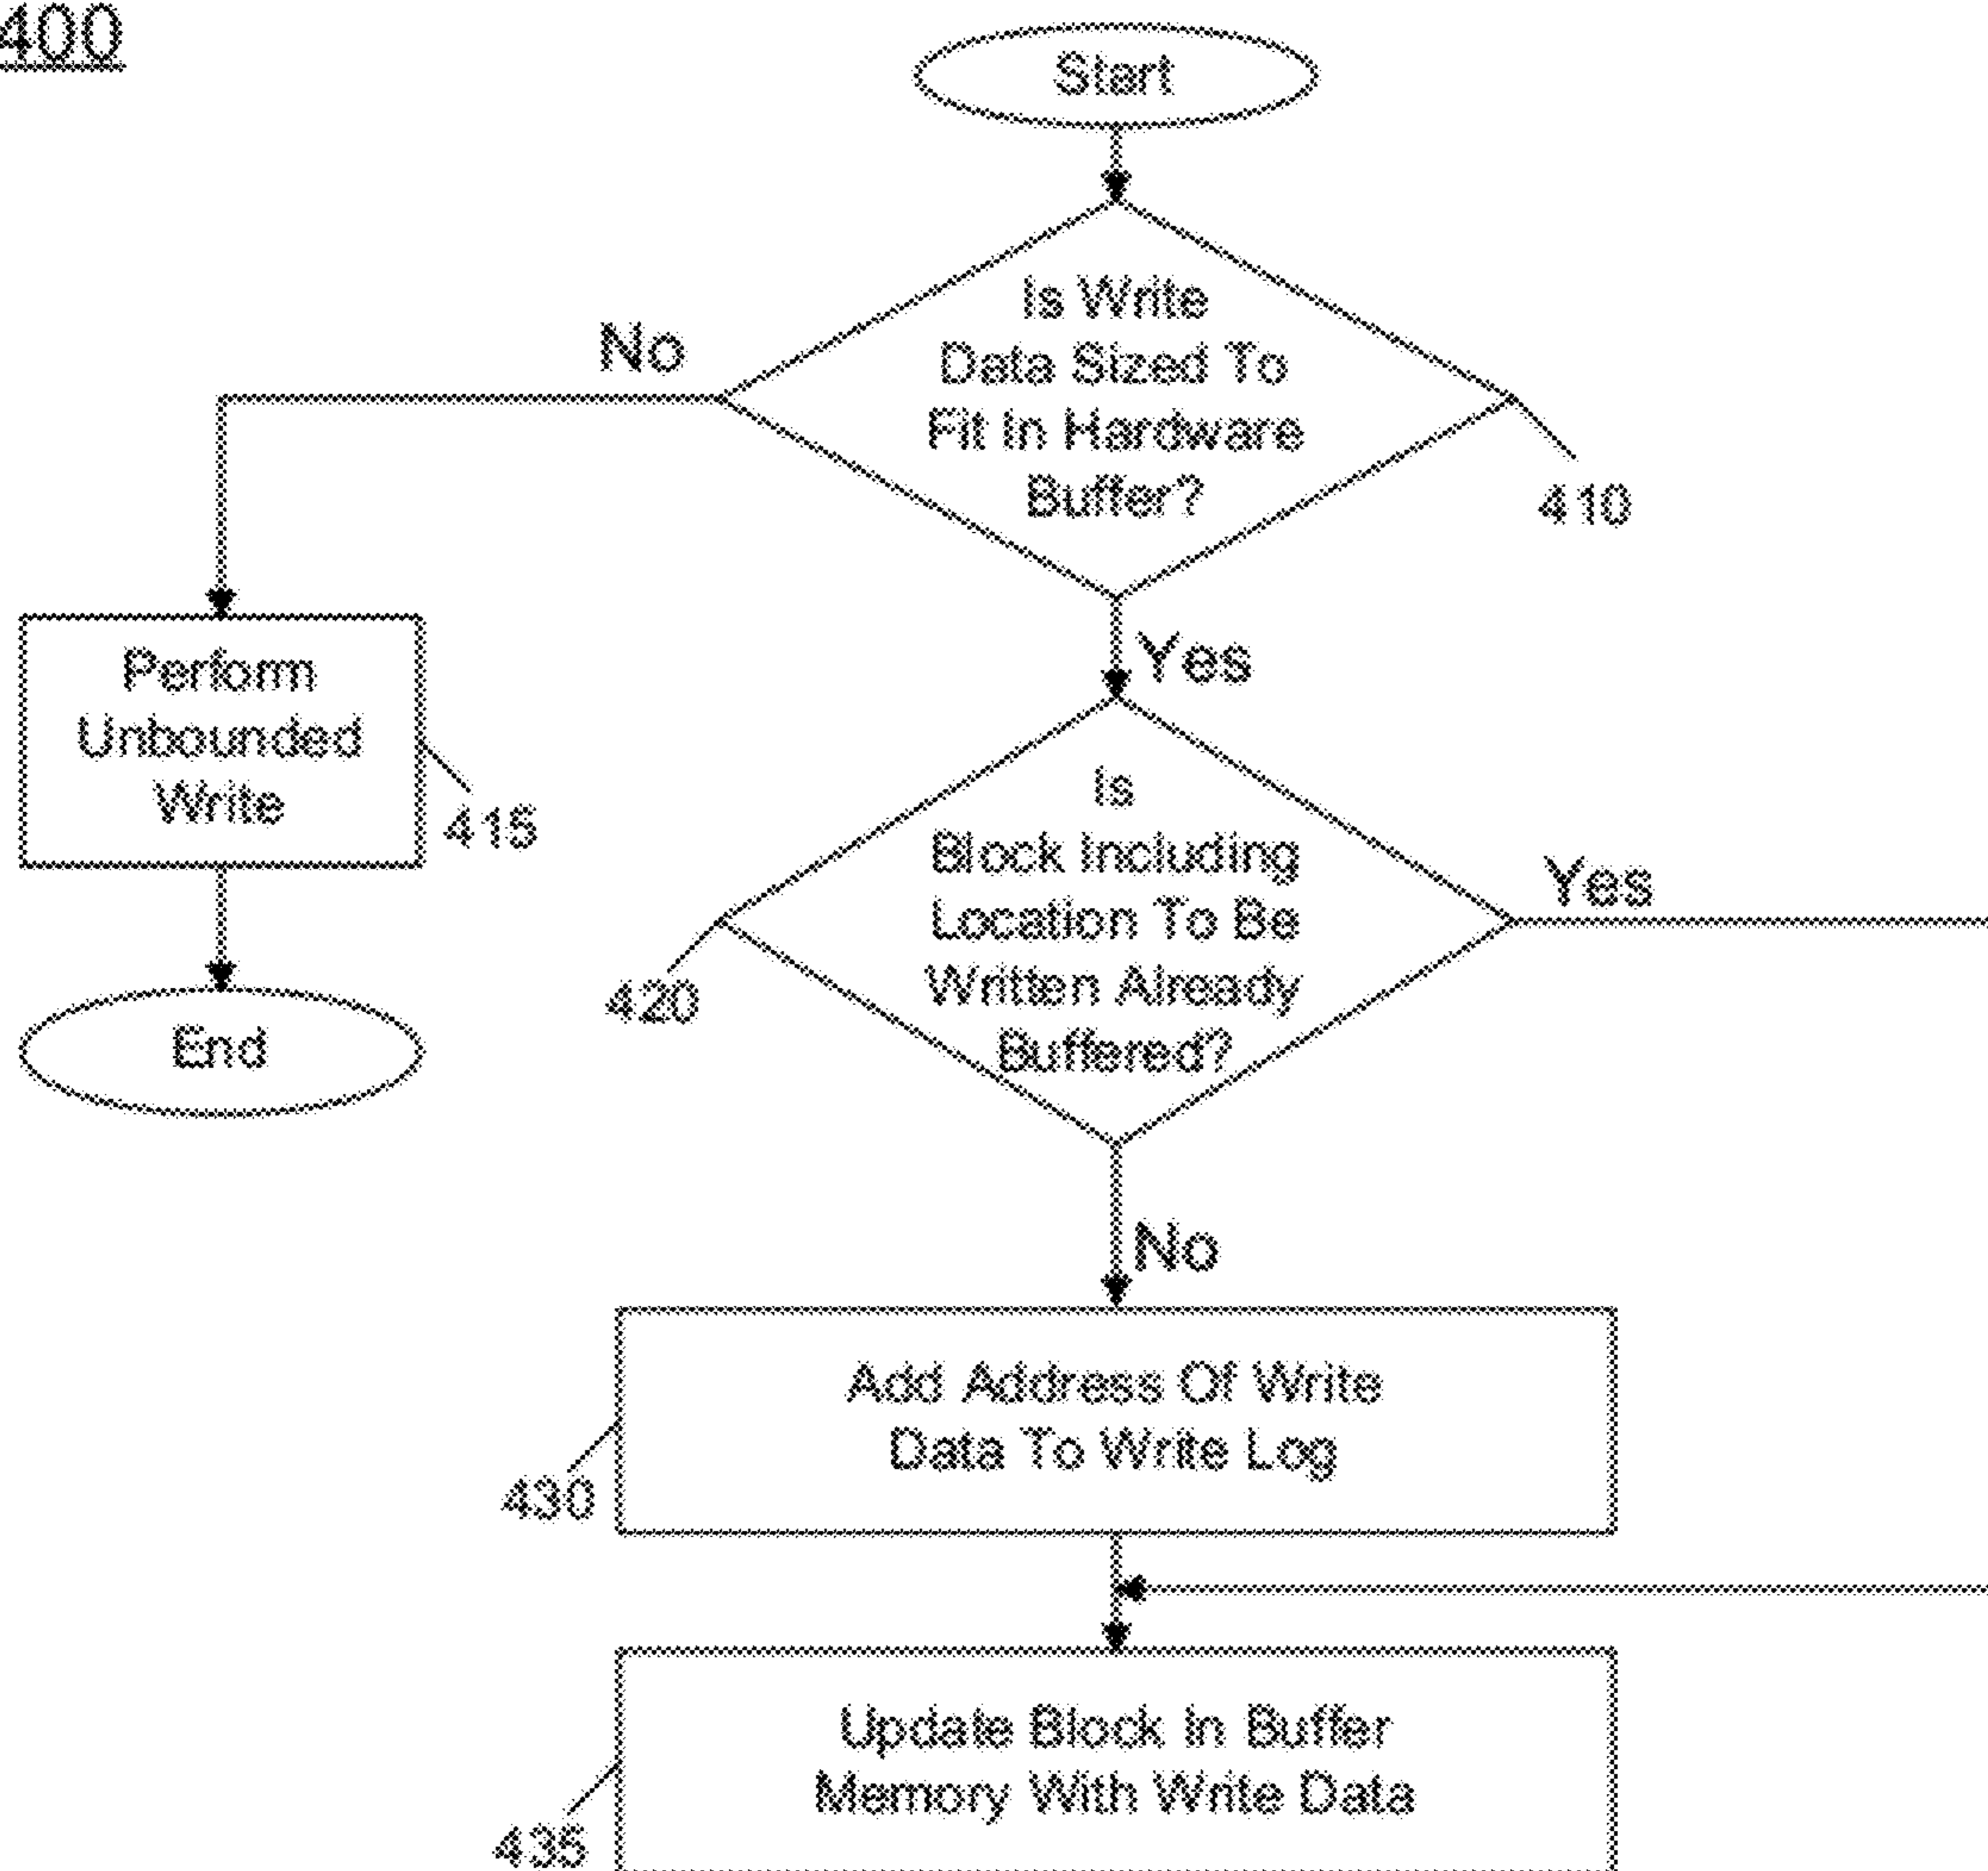 400
Start
Is Write
Data Sized To
Fit In Hardware
Buffer?
No
410
Yes
Perform
Unbounded
Write
415
Is
Block Including
Location To Be
Written Already
Buffered?
Yes
420
End
No
Add Address Of Write
Data To Write Log
430
Update Block In Buffer
Memory With Write Data
435